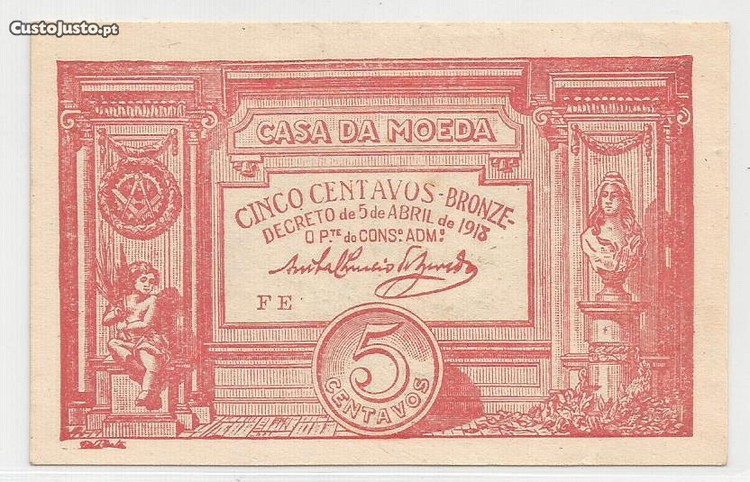 CustoJusto.pt
CASA DA MOEDA
CINCO CENTAVOS-BRONZE-
DECRETO de 5 de ABRIL de 1918
O P.TE do CONS.º ADM.º
F E
5
CENTAVOS